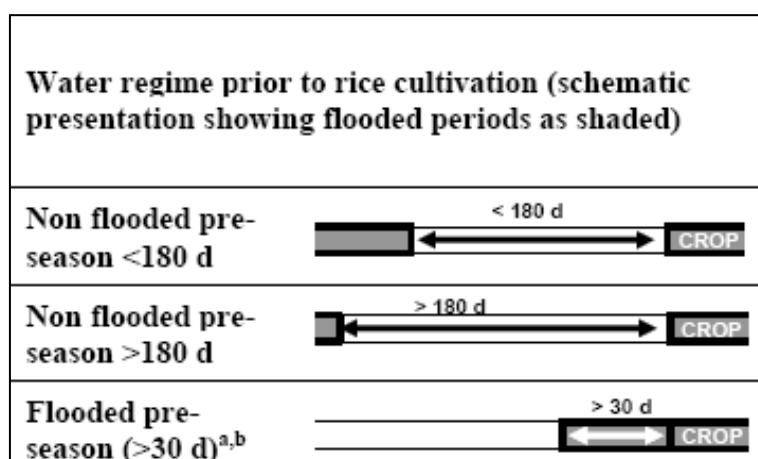 Water regime prior to rice cultivation (schematic
presentation showing flooded periods as shaded)
Non flooded pre-
season <180 d
< 180 d
CROP
Non flooded pre-
season >180 d
> 180 d
CROP
Flooded pre-
season (>30 d)a,b
> 30 d
CROP